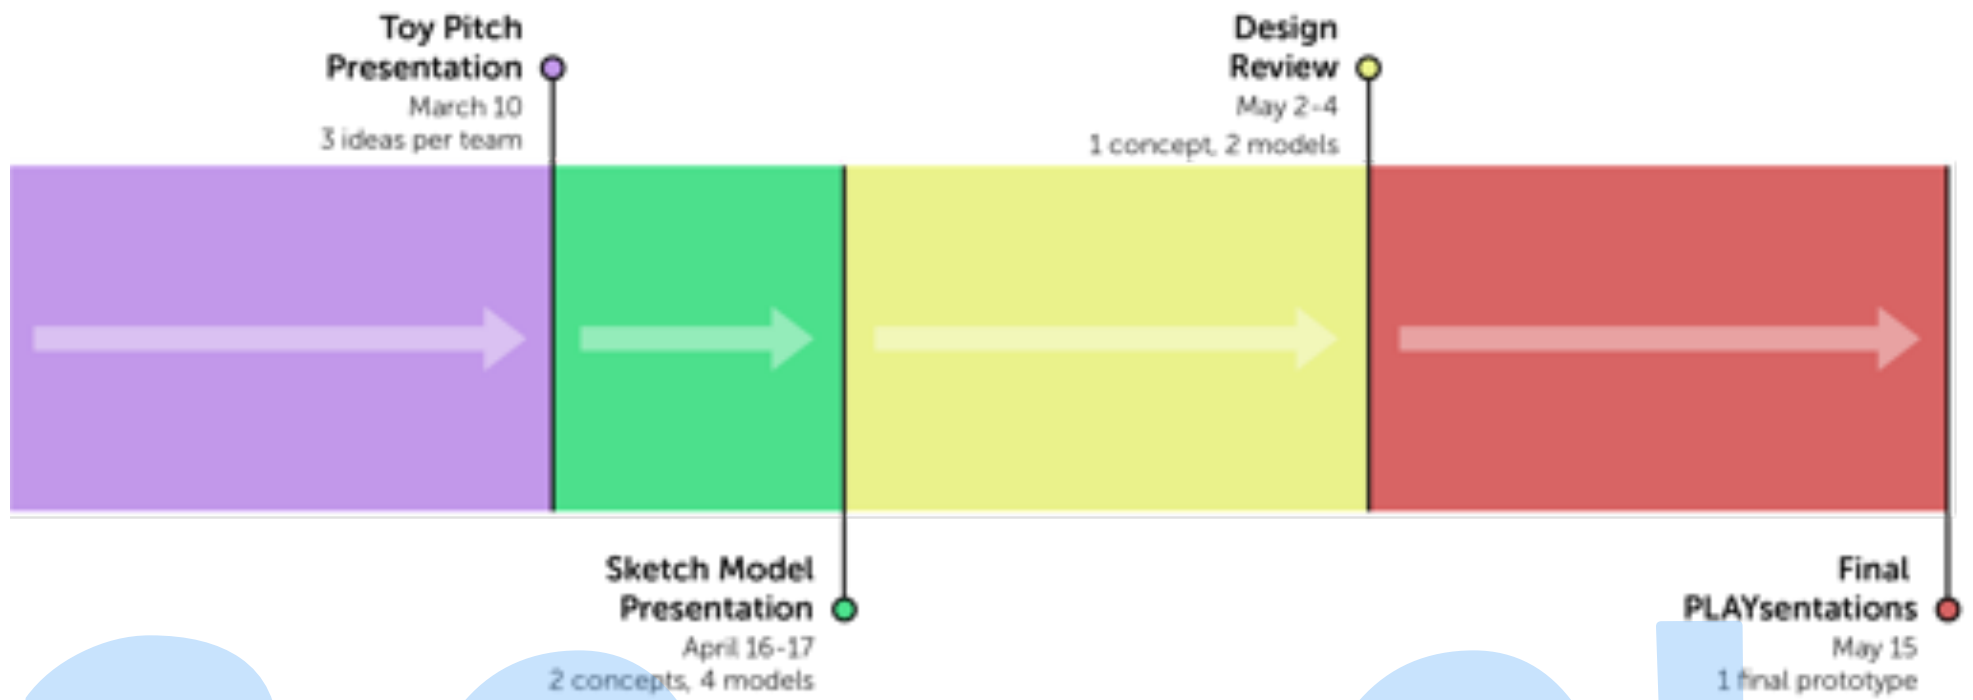 Toy Pitch
Presentation
March 10
3 ideas per team
Design
Review
May 2-4
1 concept, 2 models
Sketch Model
Presentation
April 16-17
2 concepts, 4 models
Final
PLAYsentations
May 15
1 final prototype